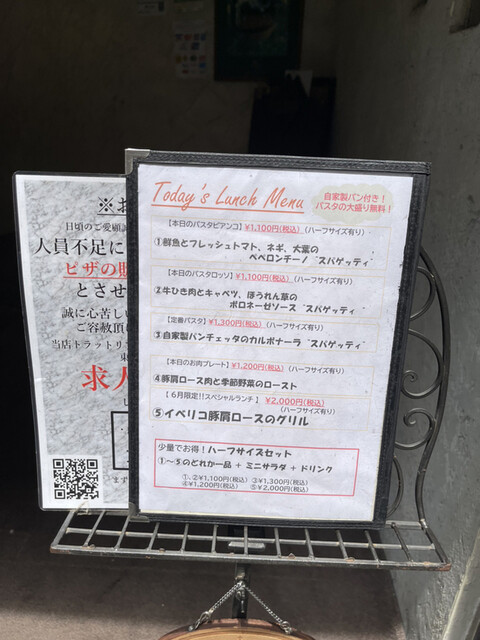 Today's Lunch Menu
自家製パン付き！
パスタの大盛り無料！
【本日のパスタビアンコ】¥1,100円(税込) (ハーフサイズ有り)
①鮮魚とフレッシュトマト、ネギ、大葉の
ペペロンチーノ゛スパゲッティ゛
【本日のパスタロッソ】¥1,100円(税込) (ハーフサイズ有り)
②牛ひき肉とキャベツ、ほうれん草の
ボロネーゼソース゛スパゲッティ゛
【定番パスタ】¥1,300円(税込) (ハーフサイズ有り)
③自家製パンチェッタのカルボナーラ゛スパゲッティ゛
【本日のお肉プレート】¥1,200円(税込)
(ハーフサイズ有り)
④豚肩ロース肉と季節野菜のロースト
【6月限定!!スペシャルランチ】¥2,000円(税込)
(ハーフサイズ有り)
⑤イベリコ豚肩ロースのグリル
少量でお得！ハーフサイズセット
①～5のどれか一品 + ミニサラダ + ドリンク
①,②¥1,100円(税込) ③¥1,300円(税込)
④¥1,200円(税込) ⑤¥2,000円(税込)
※お
日頃のご愛顧
人員不足に
ピザの販
とさせ
誠に心苦しい
ご容赦頂
当店トラットリ
求人
まず